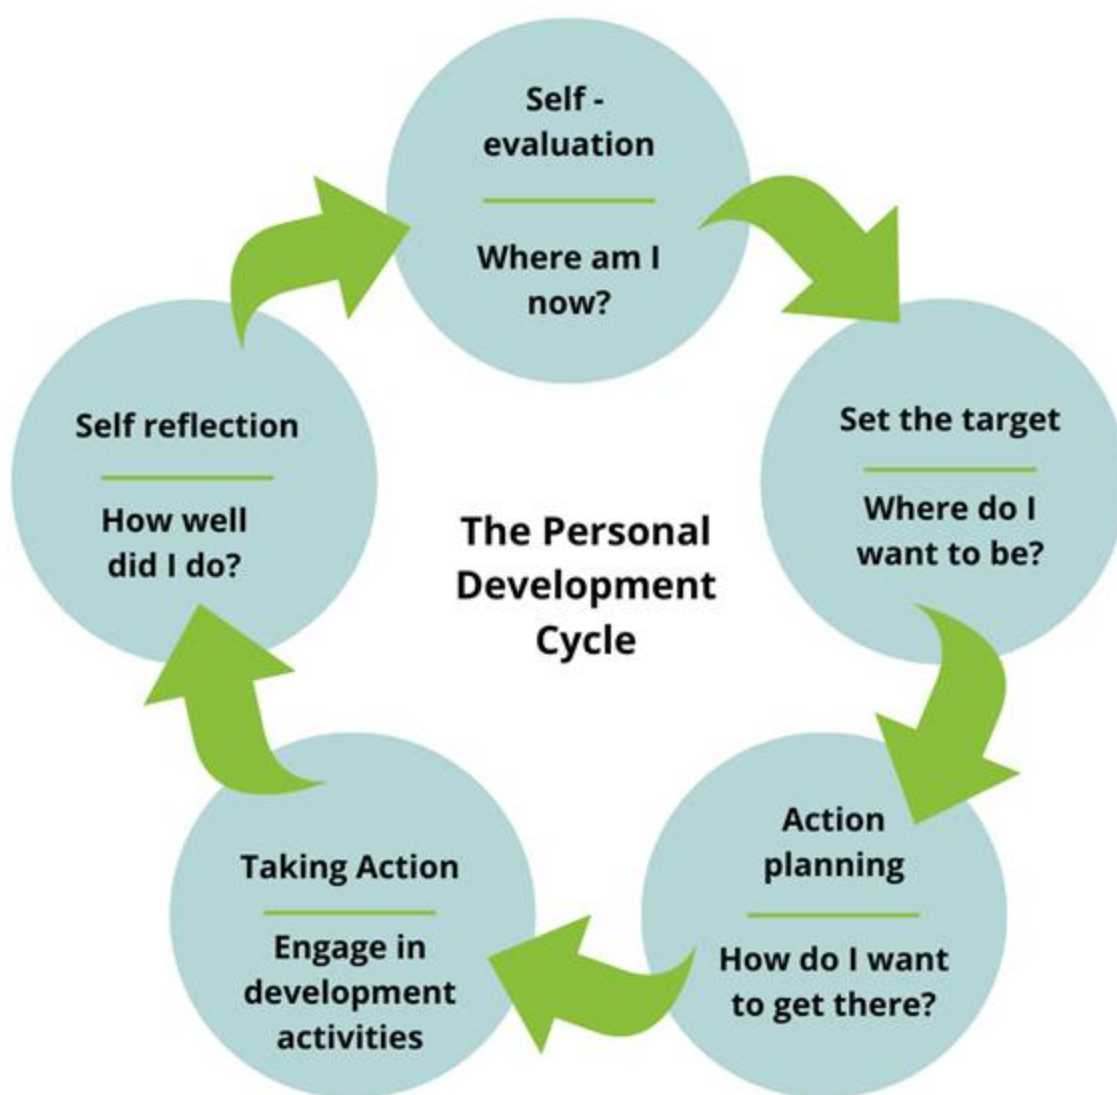 Self -
evaluation
Where am I
now?
Set the target
Where do I
want to be?
Action
planning
How do I want
to get there?
Taking Action
Engage in
development
activities
Self reflection
How well
did I do?
The Personal
Development
Cycle